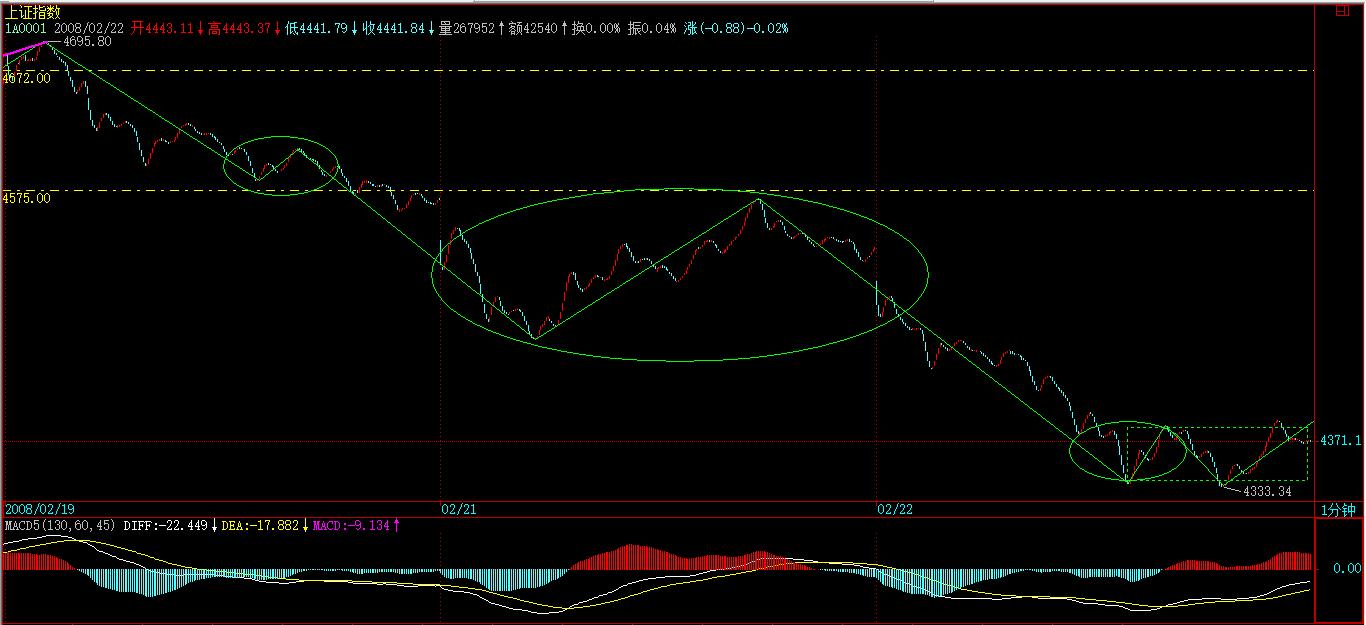 上证指数
1A0001 2008/02/22 开4443.11↓高4443.37↓低4441.79↓收4441.84↓量267952↑额42540↑换0.00% 振0.04% 涨(-0.88)-0.02%
4695.80
4672.00
4575.00
4371.1
4333.34
2008/02/19 02/21 02/22 1分钟
MACD5(130,60,45) DIFF:-22.449↓DEA:-17.882↓MACD:-9.134↑
0.00